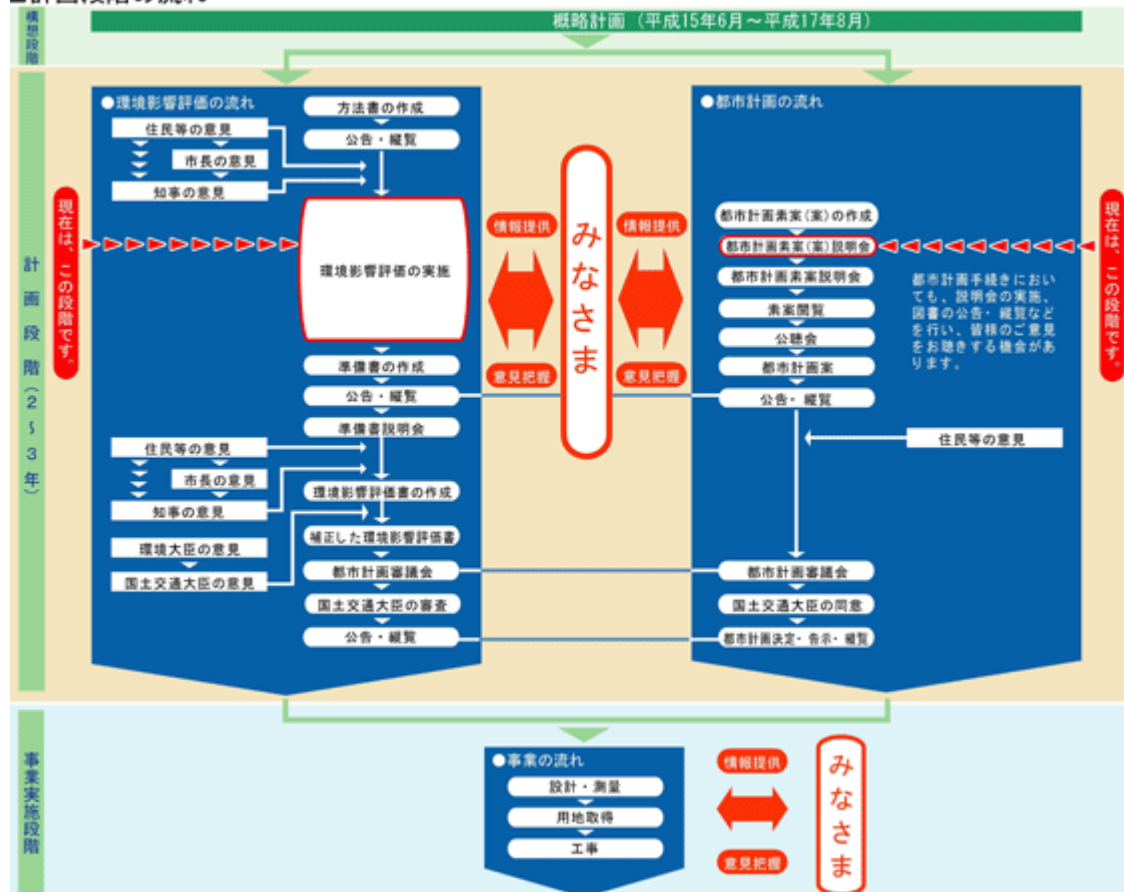 ■計画段階の流れ
構想段階
概略計画（平成15年6月～平成17年8月）
計画段階（2～3年）
現在は、この段階です。
●環境影響評価の流れ
方法書の作成
公告・縦覧
住民等の意見
市長の意見
知事の意見
環境影響評価の実施
準備書の作成
公告・縦覧
準備書説明会
住民等の意見
市長の意見
知事の意見
環境影響評価書の作成
環境大臣の意見
国土交通大臣の意見
補正した環境影響評価書
都市計画審議会
国土交通大臣の審査
公告・縦覧
情報提供
意見把握
みなさま
情報提供
意見把握
●都市計画の流れ
都市計画素案(案)の作成
都市計画素案(案)説明会
都市計画素案説明会
素案閲覧
公聴会
都市計画案
公告・縦覧
住民等の意見
都市計画審議会
国土交通大臣の同意
都市計画決定・告示・縦覧
都市計画手続きにおい
ても、説明会の実施、
図書の公告・縦覧など
を行い、皆様のご意見
をお聴きする機会があ
ります。
現在は、この段階です。
事業実施段階
●事業の流れ
設計・測量
用地取得
工事
情報提供
意見把握
みなさま